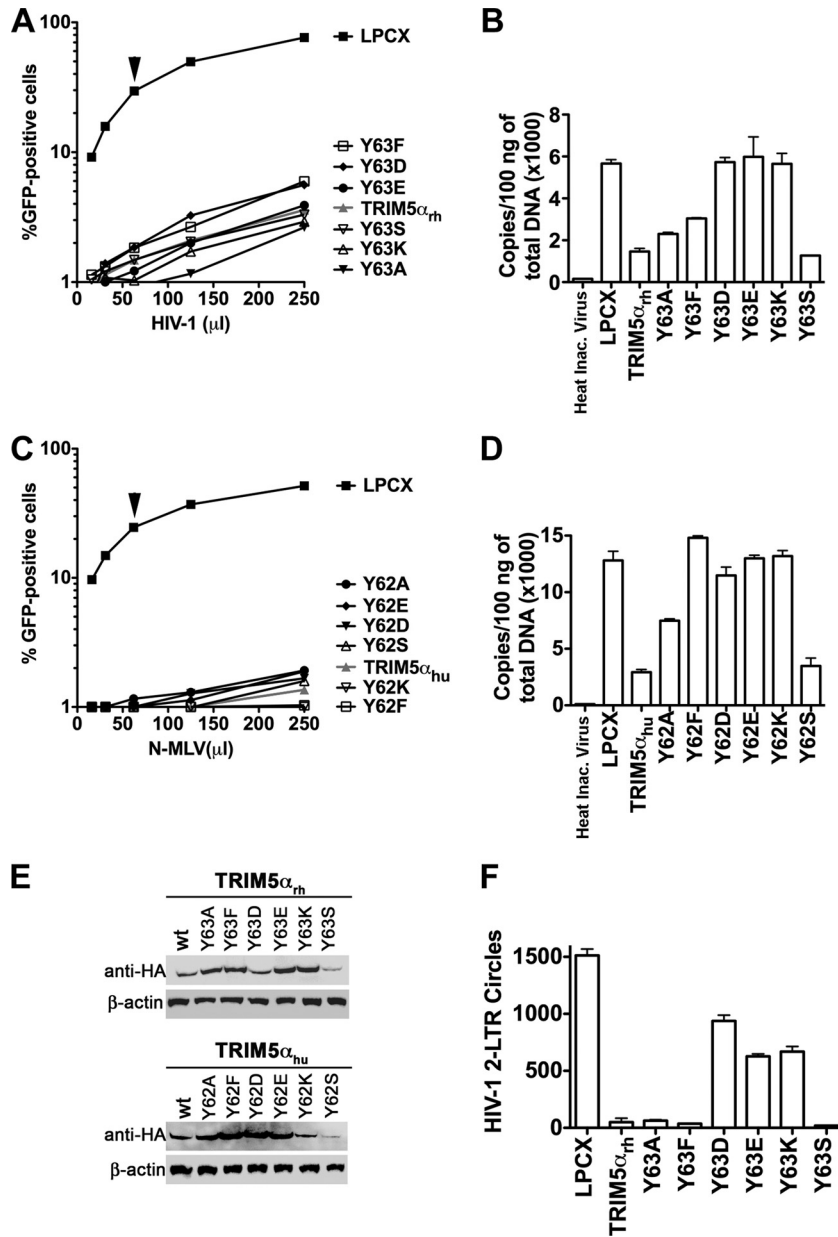 A
%GFP-positive cells
100
10
1
0 50 100 150 200 250
HIV-1 (μl)
LPCX
Y63F
Y63D
Y63E
TRIM5αrh
Y63S
Y63K
Y63A
B
Copies/100 ng of
total DNA (x1000)
8
6
4
2
0
Heat Inac. Virus
LPCX
TRIM5αrh
Y63A
Y63F
Y63D
Y63E
Y63K
Y63S
C
% GFP-positive cells
100
10
1
0 50 100 150 200 250
N-MLV(μl)
LPCX
Y62A
Y62E
Y62D
Y62S
TRIM5αhu
Y62K
Y62F
D
Copies/100 ng of
total DNA (x1000)
15
10
5
0
Heat Inac. Virus
LPCX
TRIM5αhu
Y62A
Y62F
Y62D
Y62E
Y62K
Y62S
E
TRIM5αrh
wt
Y63A
Y63F
Y63D
Y63E
Y63K
Y63S
anti-HA
β-actin
TRIM5αhu
wt
Y62A
Y62F
Y62D
Y62E
Y62K
Y62S
anti-HA
β-actin
F
HIV-1 2-LTR Circles
1500
1000
500
0
LPCX
TRIM5αrh
Y63A
Y63F
Y63D
Y63E
Y63K
Y63S